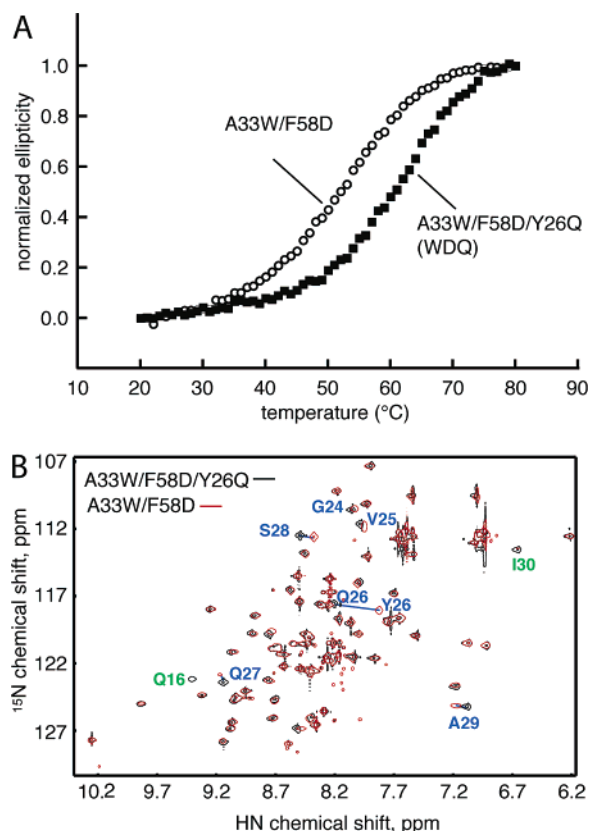 A
normalized ellipticity
1.0
0.8
0.6
0.4
0.2
0.0
A33W/F58D
A33W/F58D/Y26Q
(WDQ)
10 20 30 40 50 60 70 80 90
temperature (°C)
B
A33W/F58D/Y26Q
A33W/F58D
15N chemical shift, ppm
107
112
117
122
127
G24
V25
S28
I30
Q26
Y26
Q16
Q27
A29
10.2 9.7 9.2 8.7 8.2 7.7 7.2 6.7 6.2
HN chemical shift, ppm